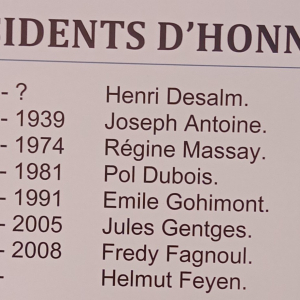 SIDENTS D'HONN
- ? Henri Desalm.
- 1939 Joseph Antoine.
- 1974 Régine Massay.
- 1981 Pol Dubois.
- 1991 Emile Gohimont.
- 2005 Jules Gentges.
- 2008 Fredy Fagnoul.
- Helmut Feyen.